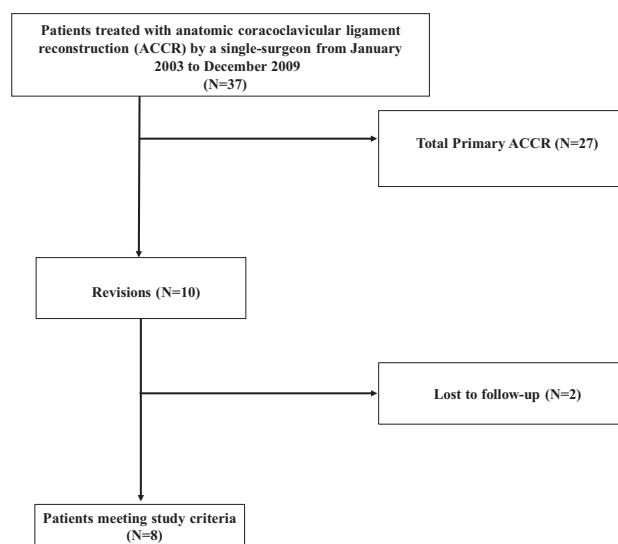 Patients treated with anatomic coracoclavicular ligament
reconstruction (ACCR) by a single-surgeon from January
2003 to December 2009
(N=37)
Total Primary ACCR (N=27)
Revisions (N=10)
Lost to follow-up (N=2)
Patients meeting study criteria
(N=8)